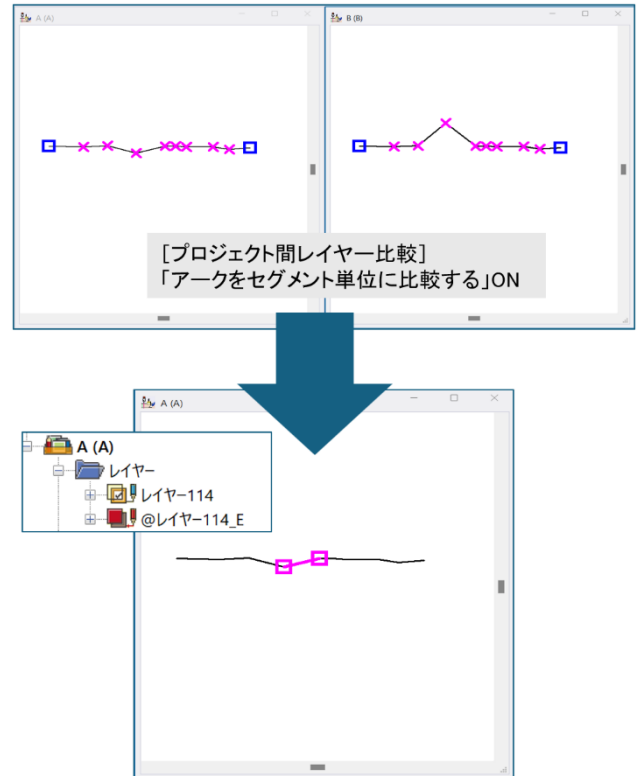 A (A)
B (B)
[プロジェクト間レイヤー比較]
「アークをセグメント単位に比較する」ON
A (A)
A (A)
レイヤー
レイヤー114
@レイヤー114_E